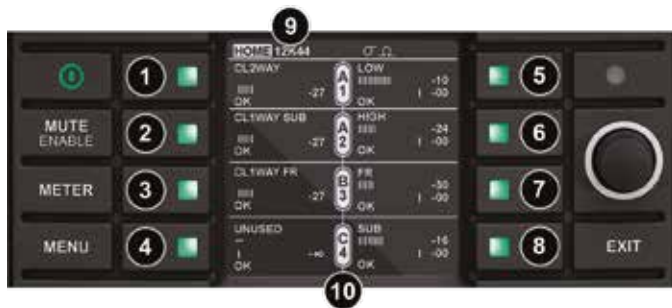 9
HOME 12K44
1
2
3
4
MUTE
ENABLE
METER
MENU
CL2WAY
-27
OK
A
1
LOW
-10
-00
OK
CL1WAY SUB
-27
OK
A
2
HIGH
-24
-00
OK
CL1WAY FR
-27
OK
B
3
FR
-30
-00
OK
UNUSED
-∞
OK
C
4
SUB
-16
-00
OK
5
6
7
8
EXIT
10